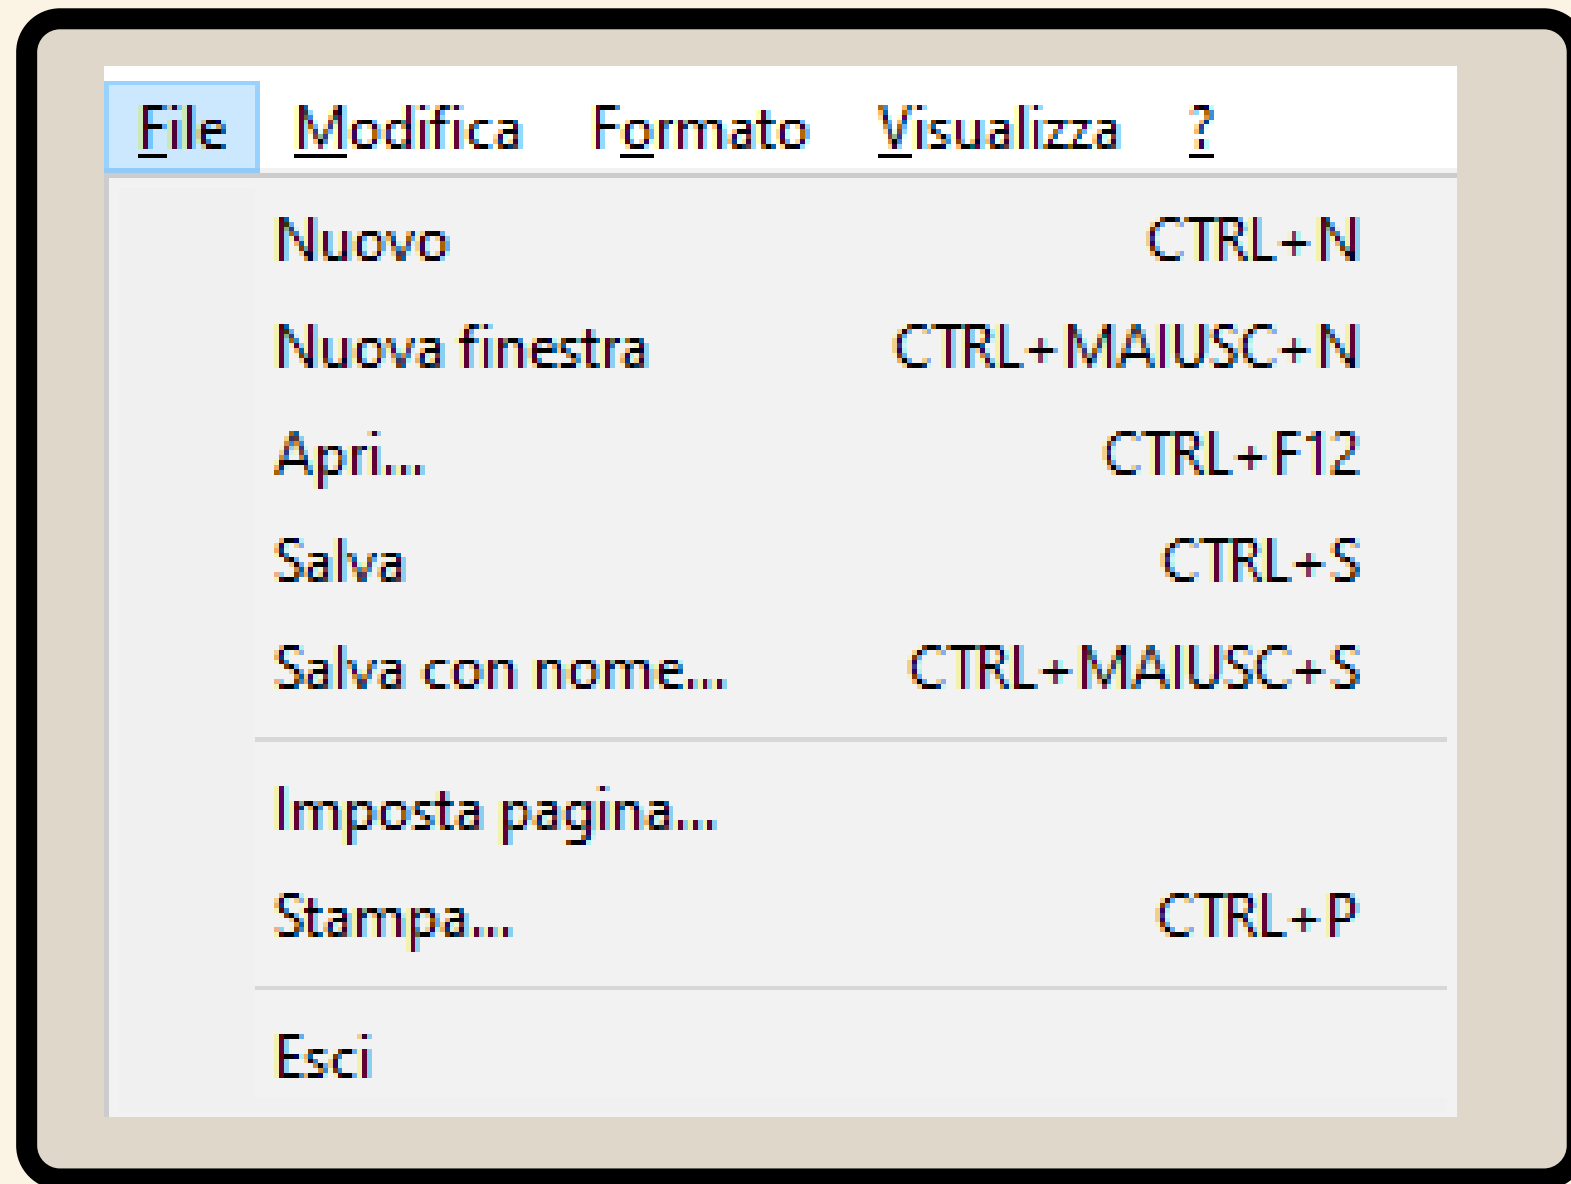 File Modifica Formato Visualizza ?
Nuovo CTRL+N
Nuova finestra CTRL+MAIUSC+N
Apri... CTRL+F12
Salva CTRL+S
Salva con nome... CTRL+MAIUSC+S
Imposta pagina...
Stampa... CTRL+P
Esci